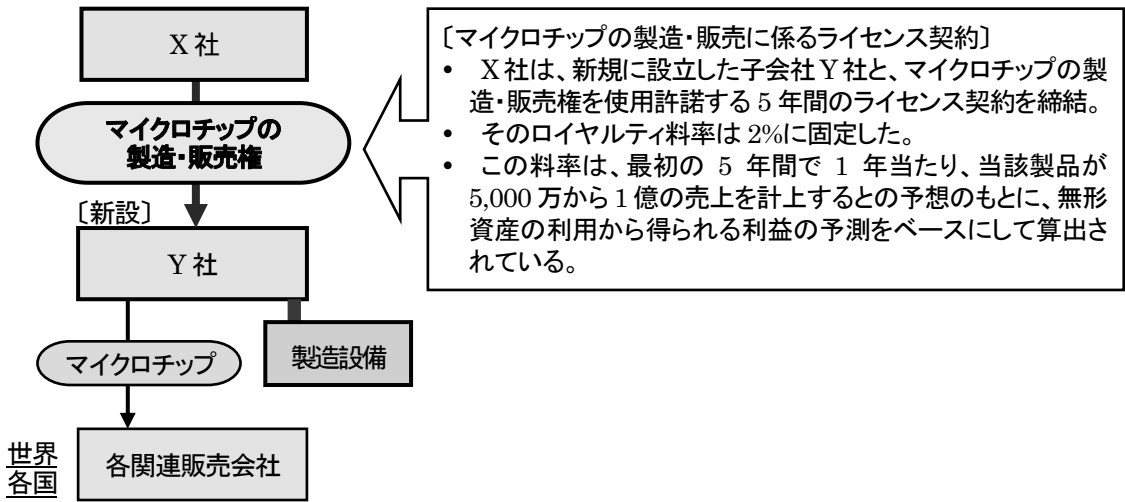 X 社
マイクロチップの
製造・販売権
〔新設〕
Y 社
マイクロチップ
製造設備
世界
各国
各関連販売会社
〔マイクロチップの製造・販売に係るライセンス契約〕
• X 社は、新規に設立した子会社 Y 社と、マイクロチップの製
造・販売権を使用許諾する 5 年間のライセンス契約を締結。
• そのロイヤルティ料率は 2%に固定した。
• この料率は、最初の 5 年間で 1 年当たり、当該製品が
5,000 万から 1 億の売上を計上するとの予想のもとに、無形
資産の利用から得られる利益の予測をベースにして算出さ
れている。